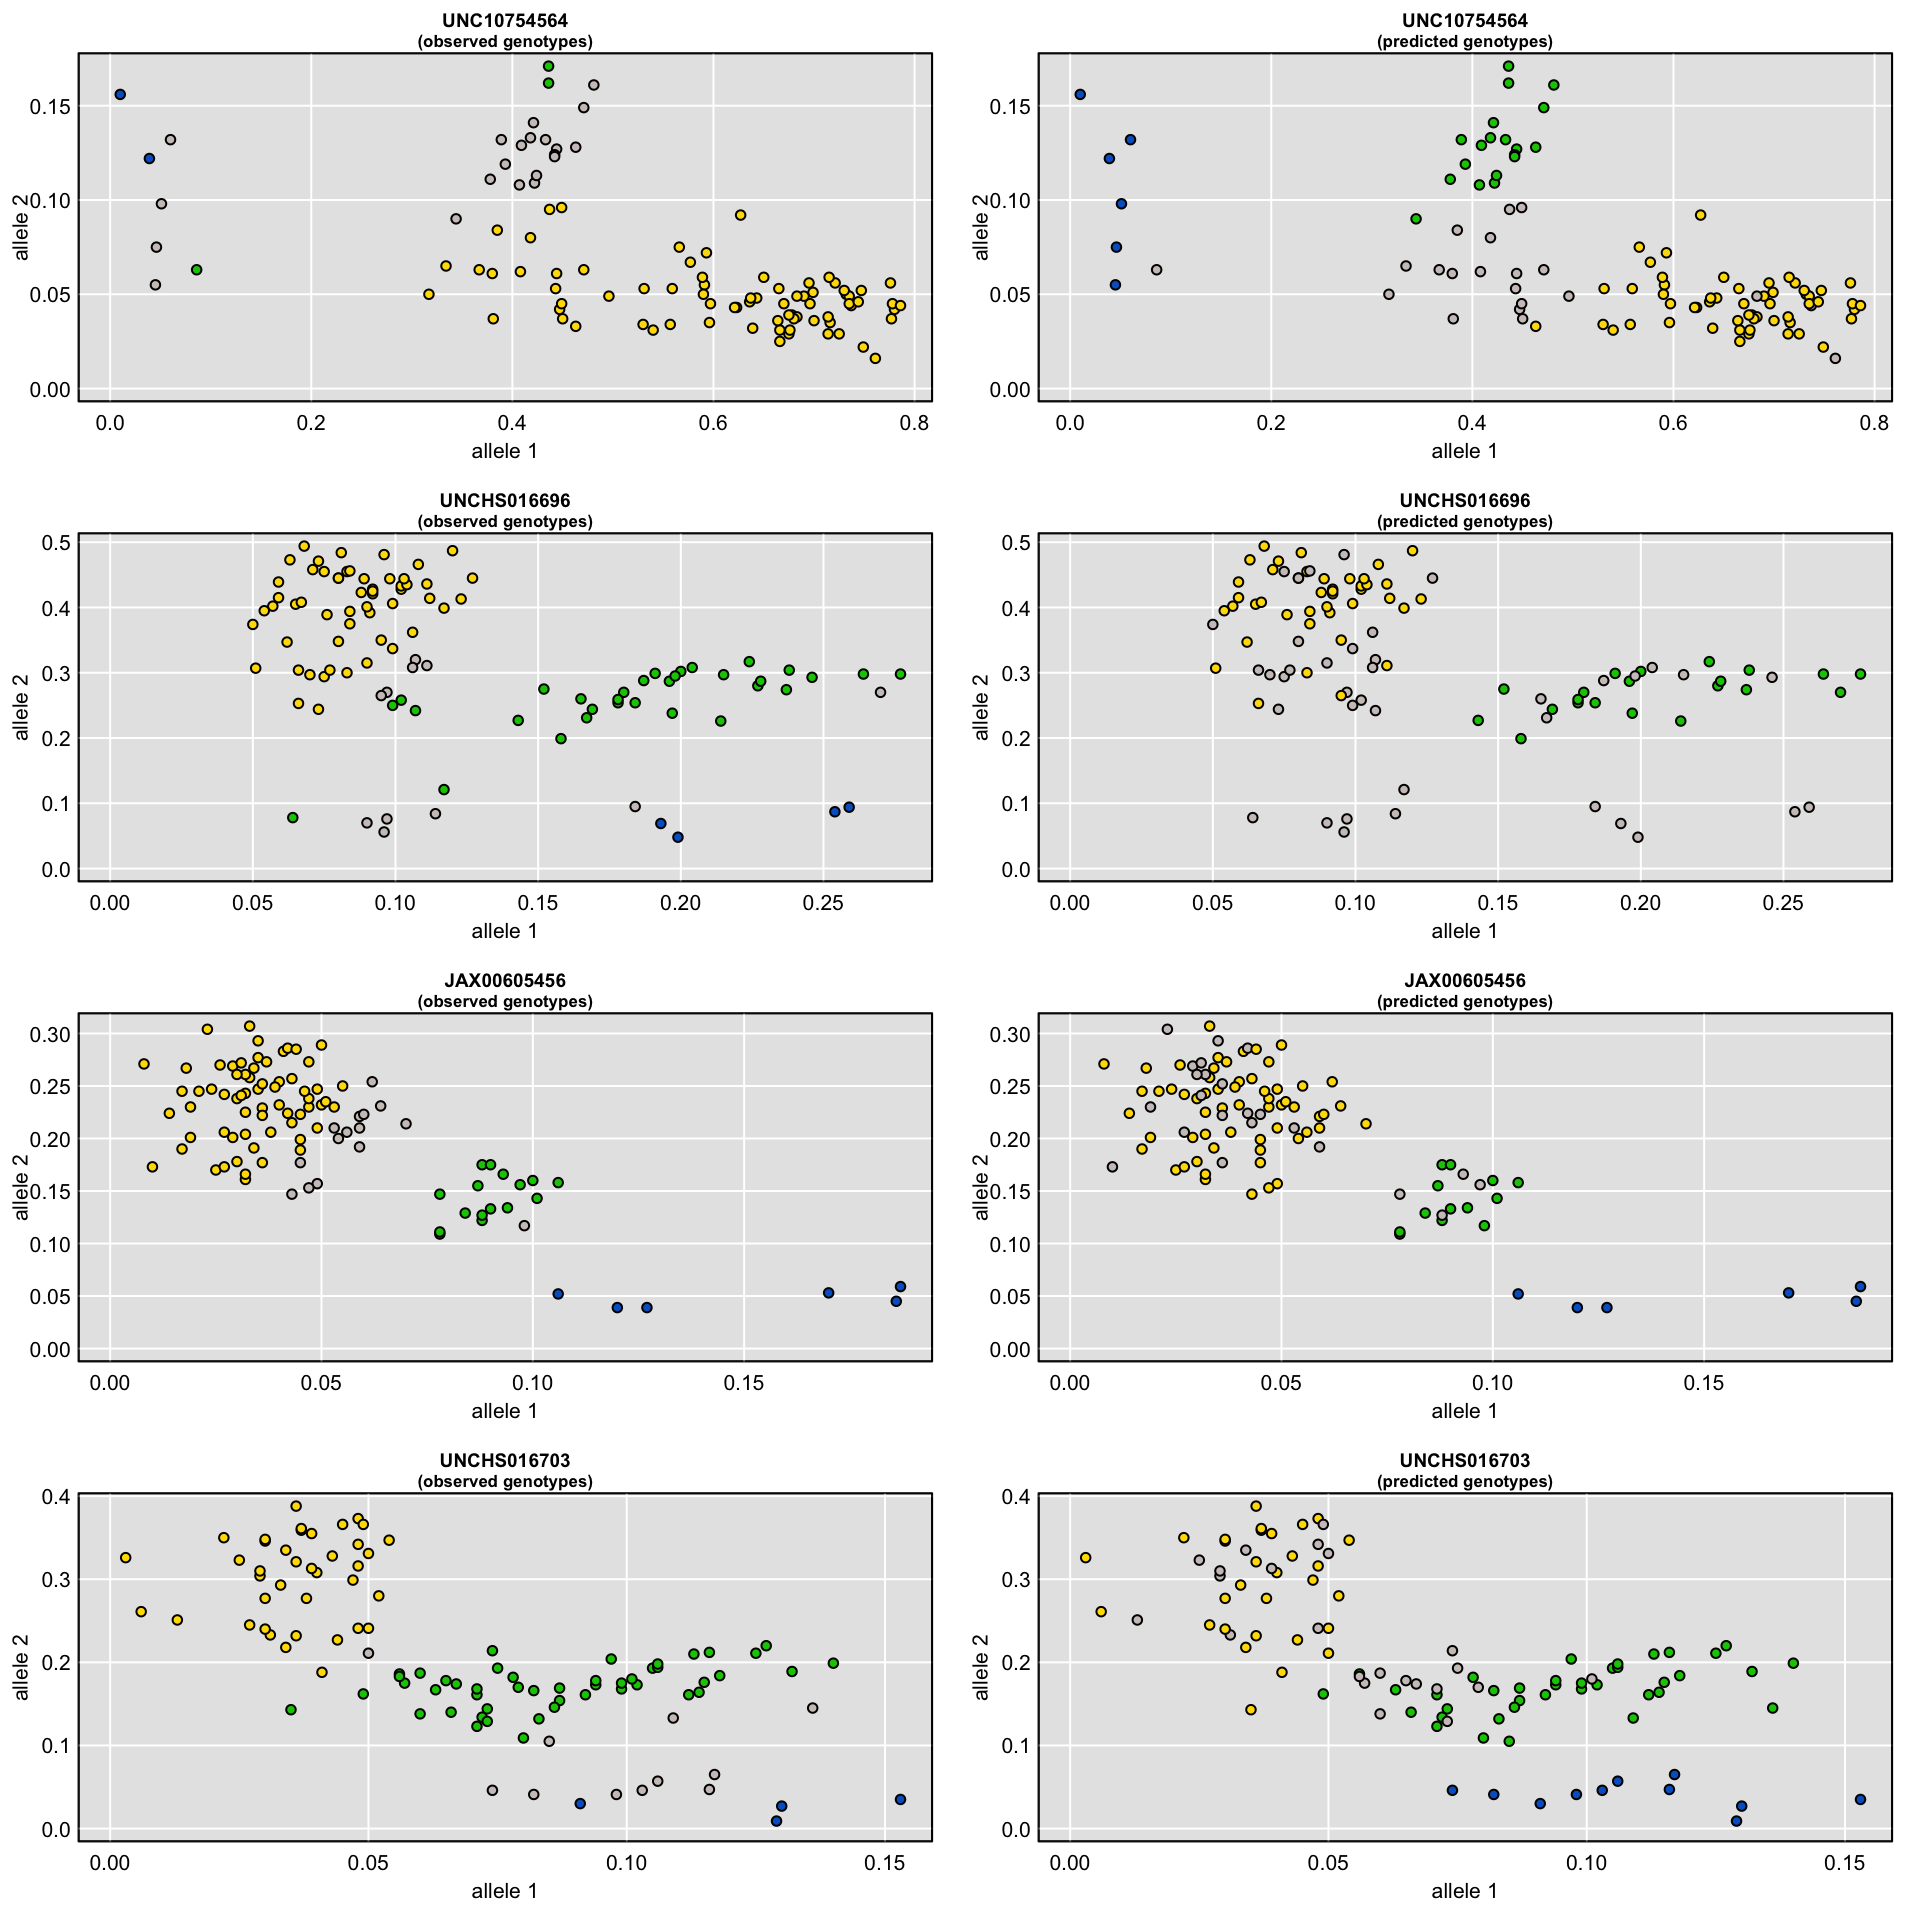 UNC10754564
(observed genotypes)
0.15
0.10
0.05
0.00
allele 2
0.0 0.2 0.4 0.6 0.8
allele 1
UNC10754564
(predicted genotypes)
0.15
0.10
0.05
0.00
allele 2
0.0 0.2 0.4 0.6 0.8
allele 1
UNCHS016696
(observed genotypes)
0.5
0.4
0.3
0.2
0.1
0.0
allele 2
0.00 0.05 0.10 0.15 0.20 0.25
allele 1
UNCHS016696
(predicted genotypes)
0.5
0.4
0.3
0.2
0.1
0.0
allele 2
0.00 0.05 0.10 0.15 0.20 0.25
allele 1
JAX00605456
(observed genotypes)
0.30
0.25
0.20
0.15
0.10
0.05
0.00
allele 2
0.00 0.05 0.10 0.15
allele 1
JAX00605456
(predicted genotypes)
0.30
0.25
0.20
0.15
0.10
0.05
0.00
allele 2
0.00 0.05 0.10 0.15
allele 1
UNCHS016703
(observed genotypes)
0.4
0.3
0.2
0.1
0.0
allele 2
0.00 0.05 0.10 0.15
allele 1
UNCHS016703
(predicted genotypes)
0.4
0.3
0.2
0.1
0.0
allele 2
0.00 0.05 0.10 0.15
allele 1